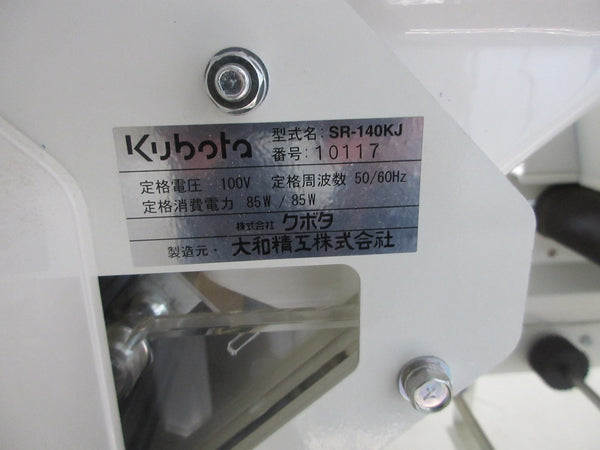 Kubota 型式名: SR-140KJ
番号: 10117
定格電圧 100V 定格周波数 50/60Hz
定格消費電力 85W / 85W
株式会社 クボタ
製造元・大和精工株式会社